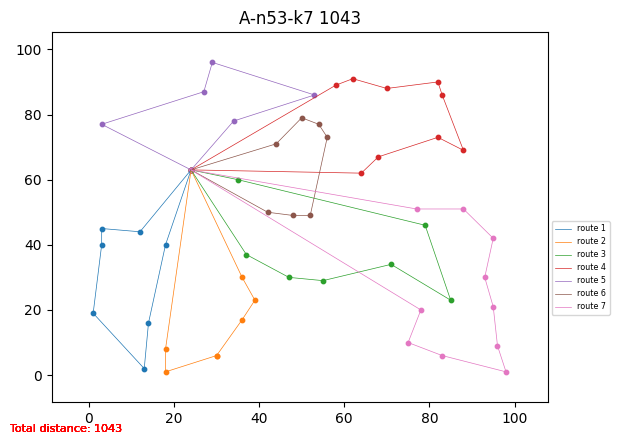 A-n53-k7 1043
100
80
60
40
20
0
0 20 40 60 80 100
route 1
route 2
route 3
route 4
route 5
route 6
route 7
Total distance: 1043